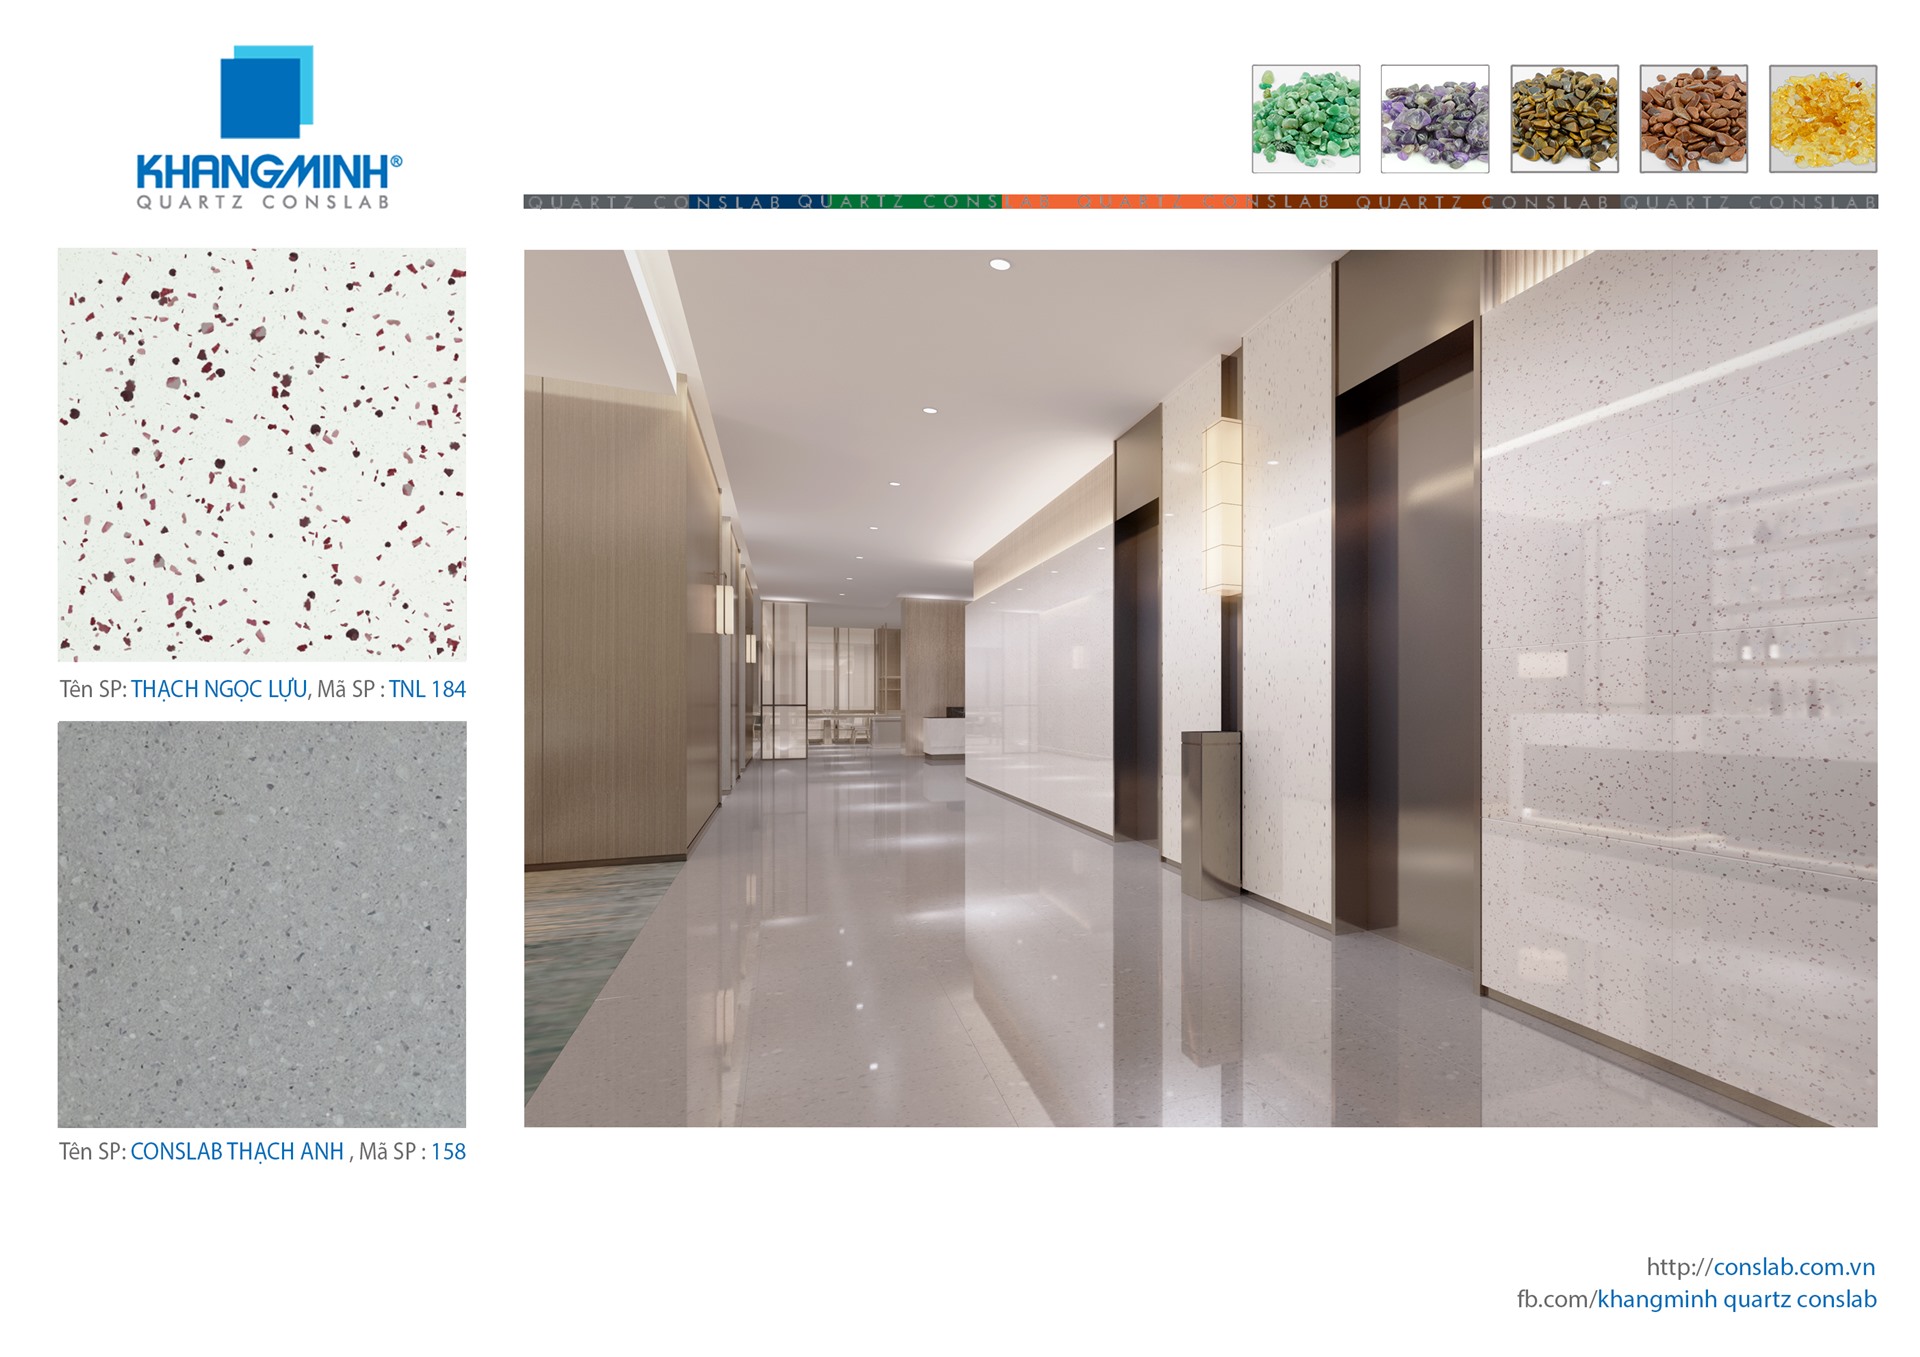 KHANGMINH®
QUARTZ CONSLAB
QUARTZ CONSLAB QUARTZ CONSLAB QUARTZ CONSLAB QUARTZ CONSLAB QUARTZ CONSLAB
Tên SP: THẠCH NGỌC LỰU, Mã SP : TNL 184
Tên SP: CONSLAB THẠCH ANH , Mã SP : 158
http://conslab.com.vn
fb.com/khangminh quartz conslab